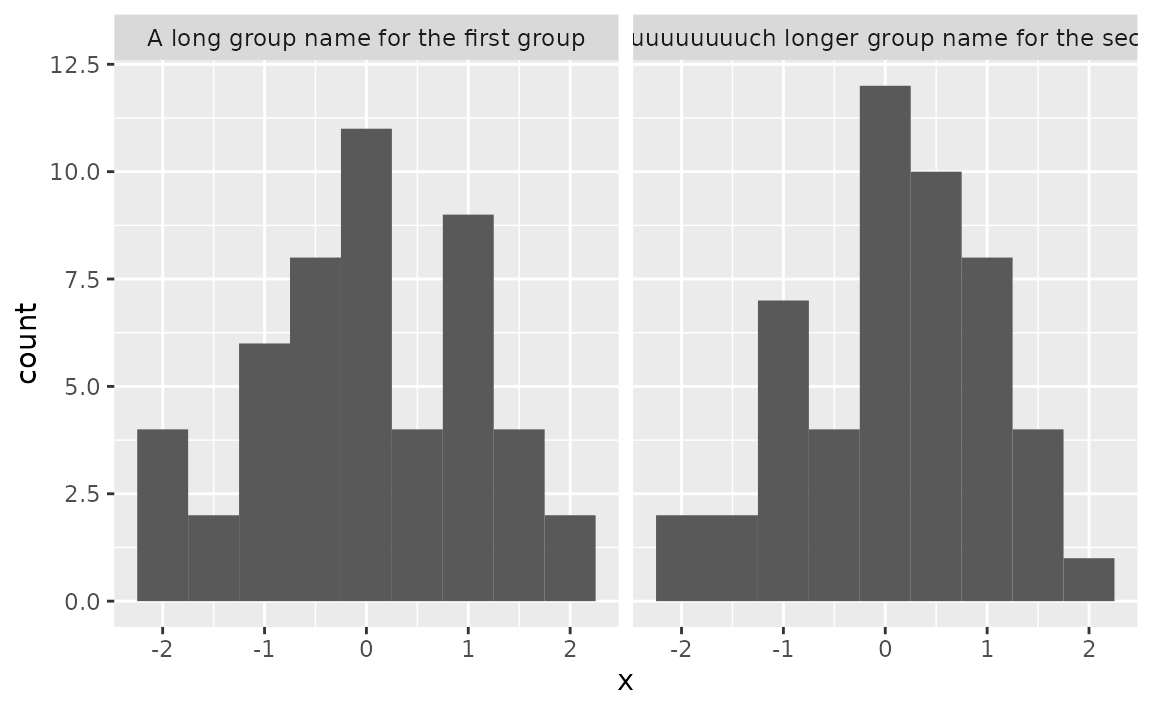 A long group name for the first group
uuuuuuuuch longer group name for the sec
12.5
10.0
7.5
5.0
2.5
0.0
count
-2 -1 0 1 2
-2 -1 0 1 2
x